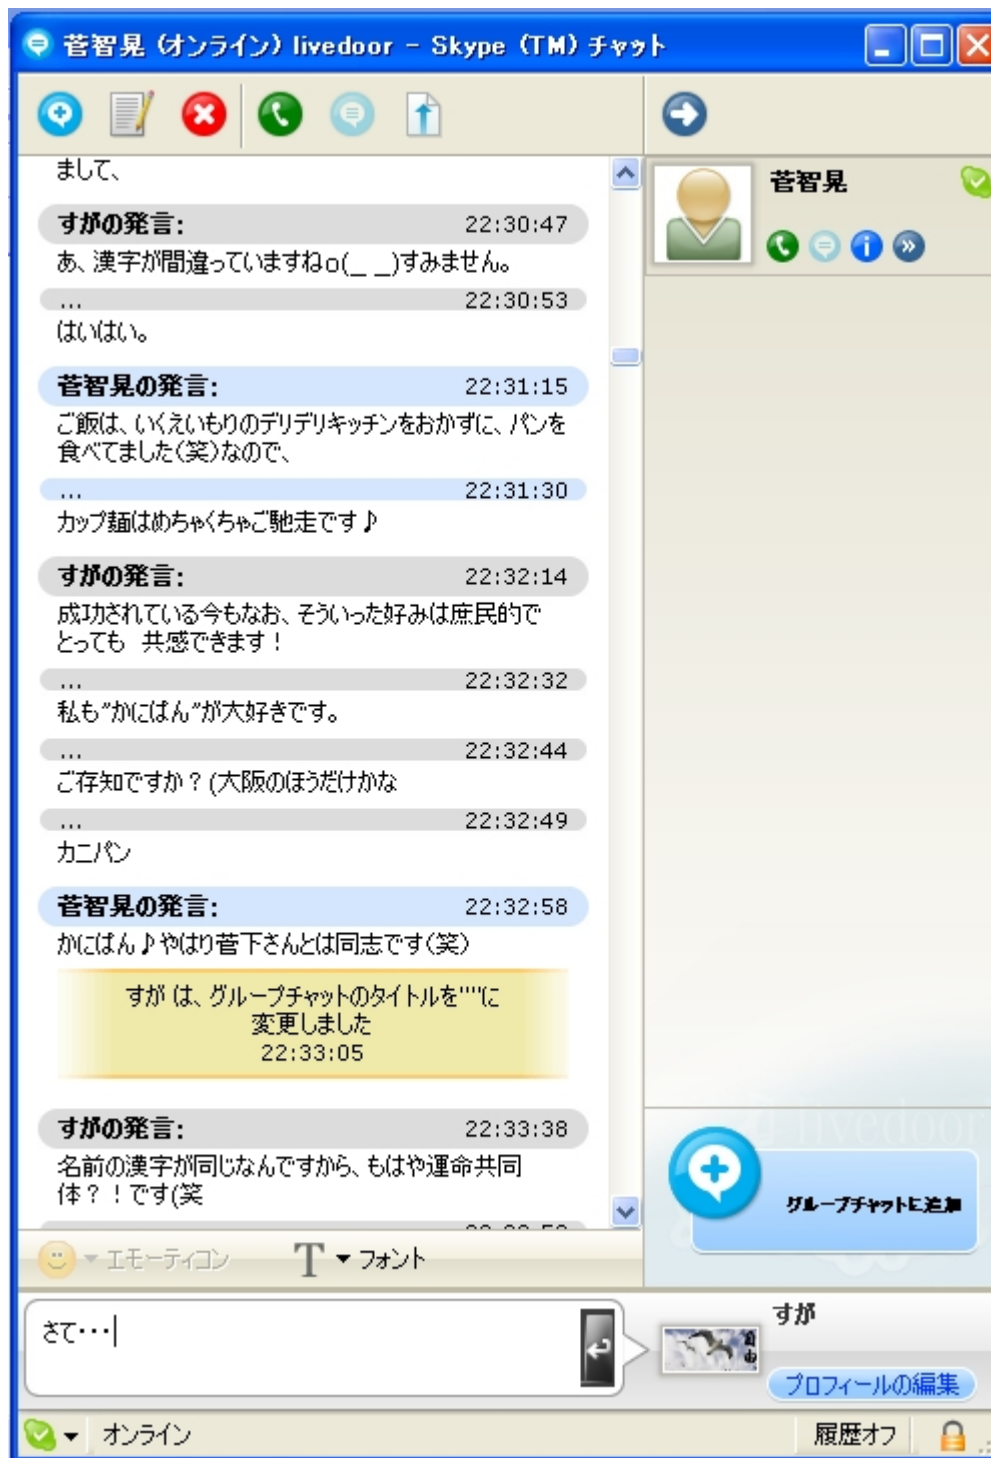 菅智晃 (オンライン) livedoor - Skype (TM) チャット
まして、
すがの発言: 22:30:47
あ、漢字が間違っていますねo(_ _)すみません。
... 22:30:53
はいはい。
菅智晃の発言: 22:31:15
ご飯は、いくえいもりのデリデリキッチンをおかずに、パンを
食べてました(笑)なので、
... 22:31:30
カップ麺はめちゃくちゃご馳走です♪
すがの発言: 22:32:14
成功されている今もなお、そういった好みは庶民的で
とっても 共感できます！
... 22:32:32
私も"かにぱん"が大好きです。
... 22:32:44
ご存知ですか？(大阪のほうだけかな
... 22:32:49
カニパン
菅智晃の発言: 22:32:58
かにぱん♪やはり菅下さんとは同志です(笑)
すが は、グループチャットのタイトルを""に
変更しました
22:33:05
すがの発言: 22:33:38
名前の漢字が同じなんですから、もはや運命共同
体？！です(笑
エモーティコン
T フォント
さて・・・
オンライン
菅智晃
livedoor
グループチャットに追加
すが
自由
プロフィールの編集
履歴オフ